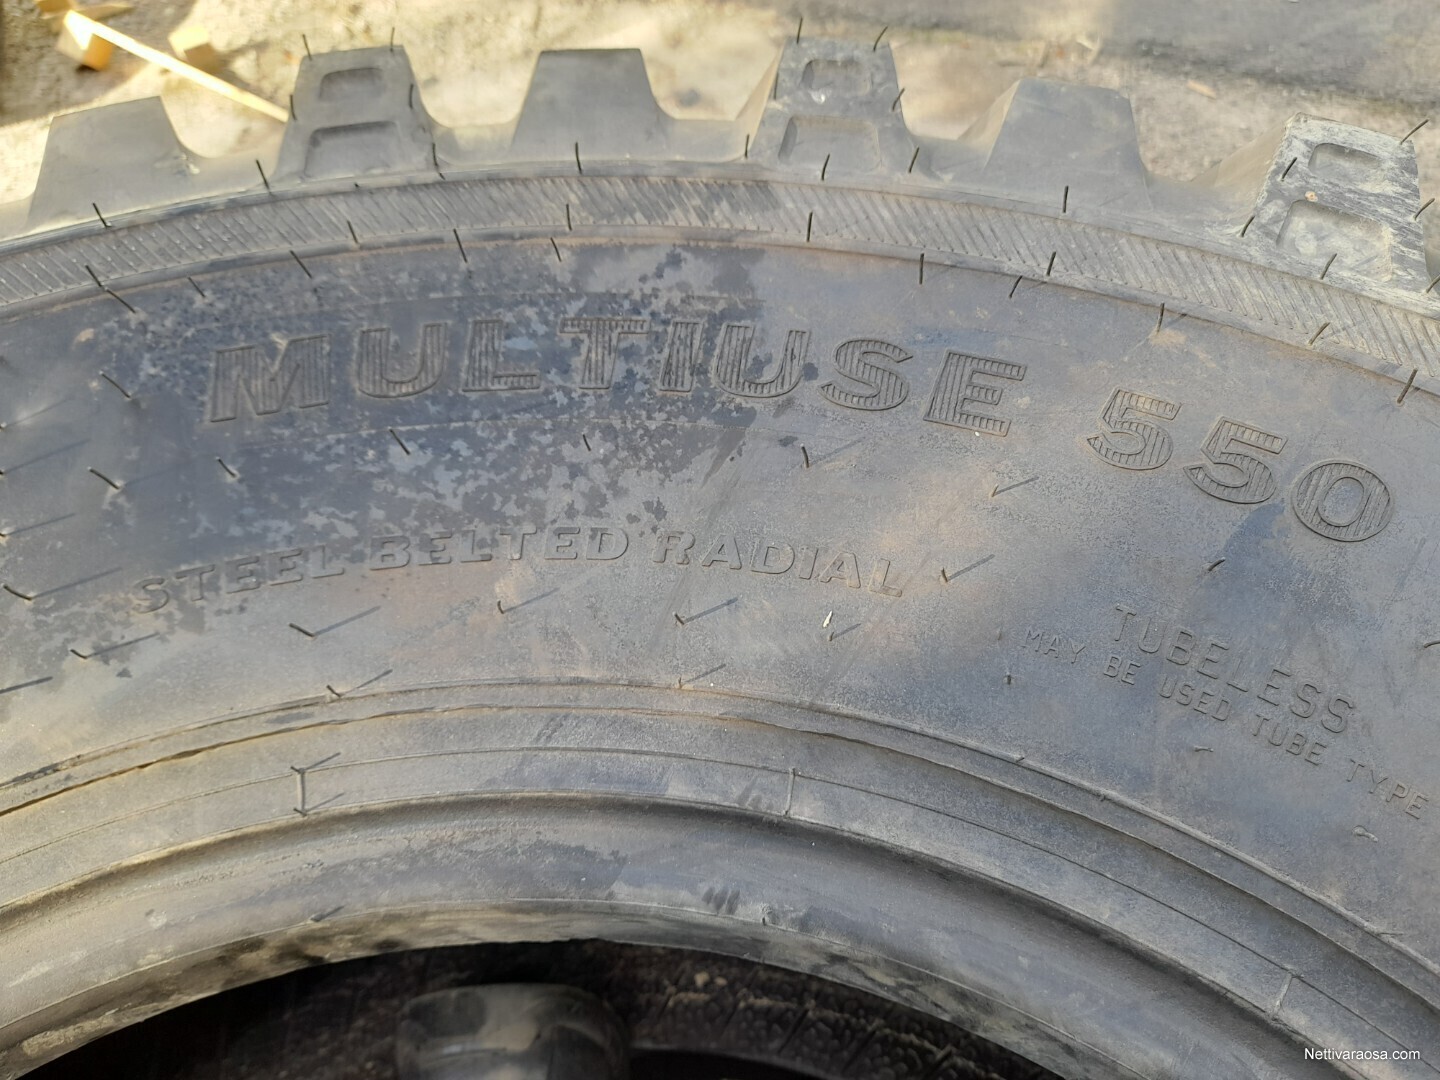 MULTIUSE 550
STEEL BELTED RADIAL
TUBELESS
MAY BE USED TUBE TYPE
Nettivaraosa.com